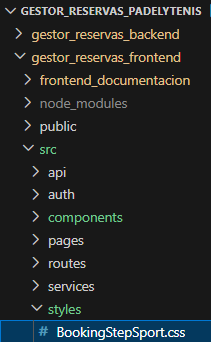 GESTOR_RESERVAS_PADELYTENIS
gestor_reservas_backend
gestor_reservas_frontend
frontend_documentacion
node_modules
public
src
api
auth
components
pages
routes
services
styles
# BookingStepSport.css